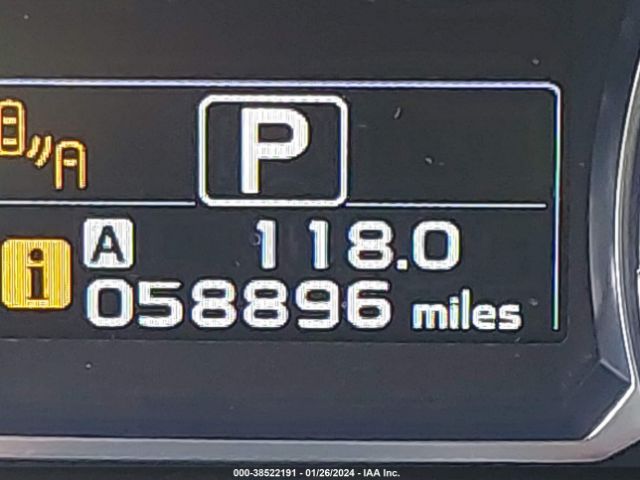 P
A 118.0
i 058896 miles
000-38522191 - 01/26/2024 - IAA Inc.